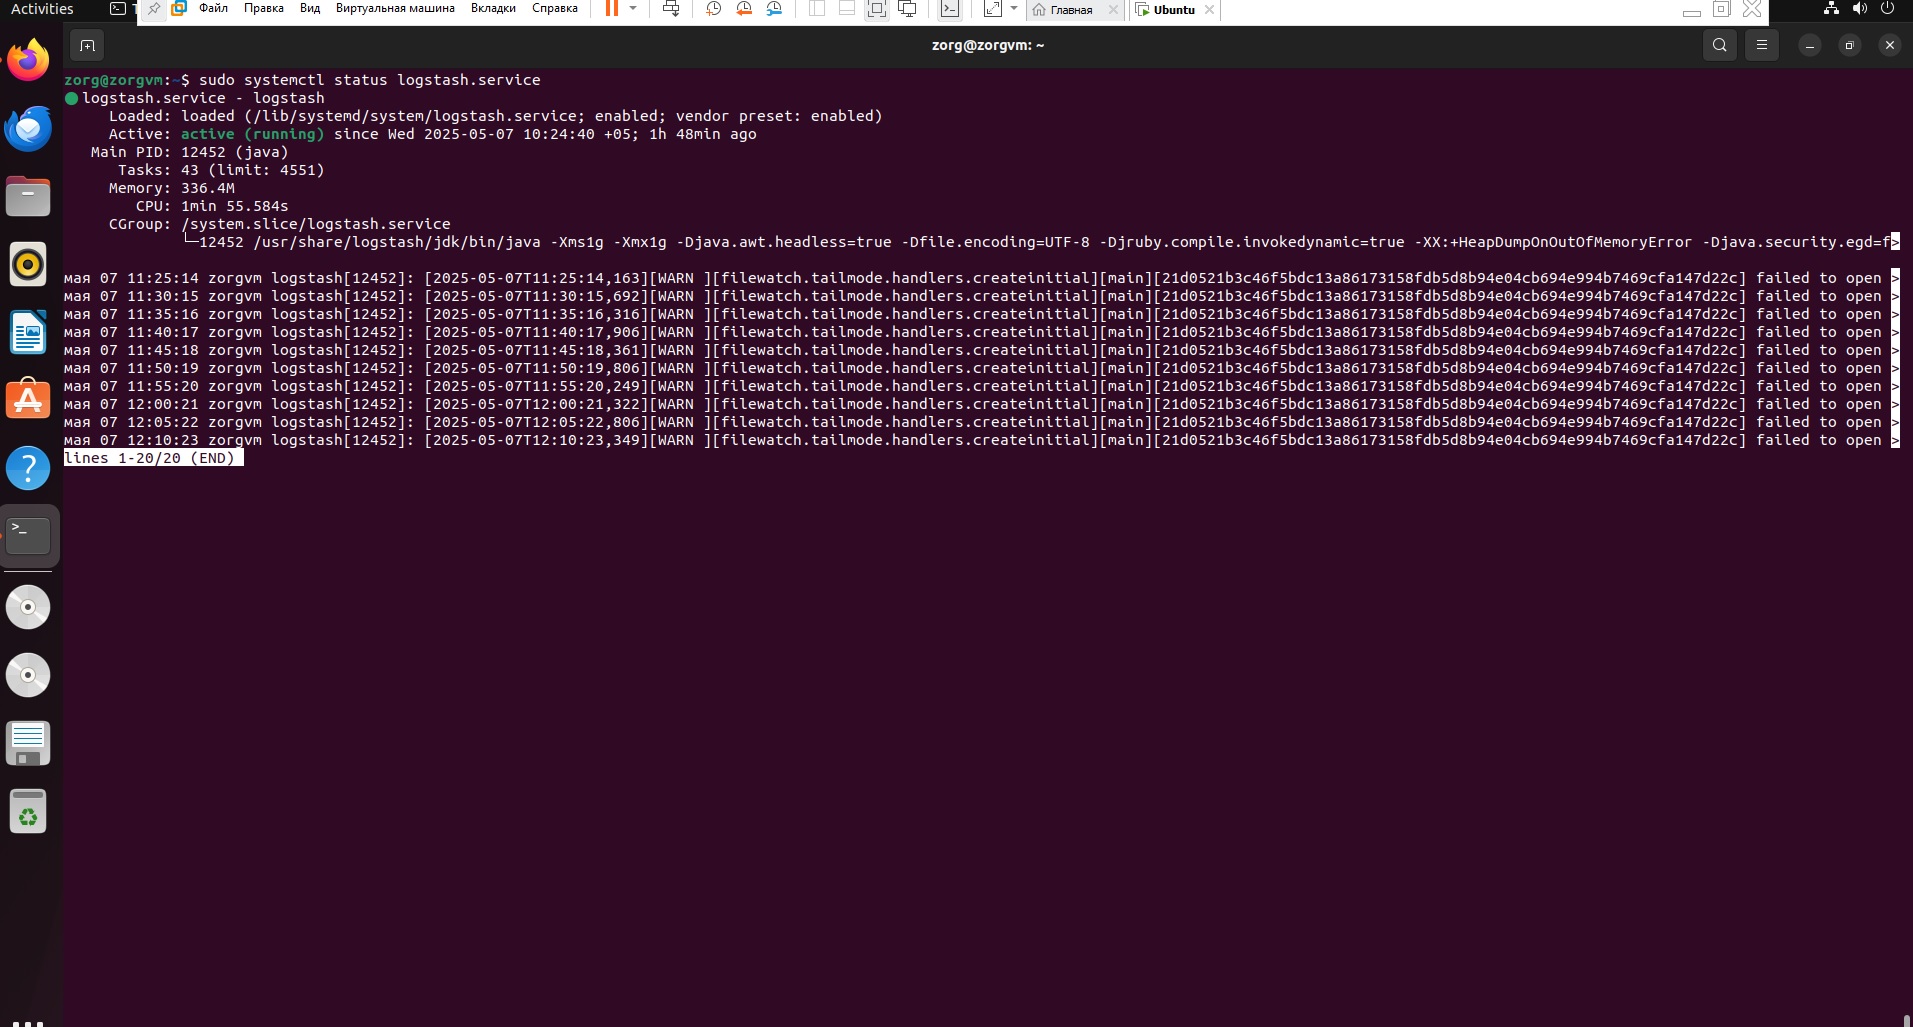 Activities
Файл Правка Вид Виртуальная машина Вкладки Справка Главная Ubuntu
zorg@zorgvm: ~
zorg@zorgvm:~$ sudo systemctl status logstash.service
logstash.service - logstash
Loaded: loaded (/lib/systemd/system/logstash.service; enabled; vendor preset: enabled)
Active: active (running) since Wed 2025-05-07 10:24:40 +05; 1h 48min ago
Main PID: 12452 (java)
Tasks: 43 (limit: 4551)
Memory: 336.4M
CPU: 1min 55.584s
CGroup: /system.slice/logstash.service
└─12452 /usr/share/logstash/jdk/bin/java -Xms1g -Xmx1g -Djava.awt.headless=true -Dfile.encoding=UTF-8 -Djruby.compile.invokedynamic=true -XX:+HeapDumpOnOutOfMemoryError -Djava.security.egd=f>
мая 07 11:25:14 zorgvm logstash[12452]: [2025-05-07T11:25:14,163][WARN ][filewatch.tailmode.handlers.createinitial][main][21d0521b3c46f5bdc13a86173158fdb5d8b94e04cb694e994b7469cfa147d22c] failed to open >
мая 07 11:30:15 zorgvm logstash[12452]: [2025-05-07T11:30:15,692][WARN ][filewatch.tailmode.handlers.createinitial][main][21d0521b3c46f5bdc13a86173158fdb5d8b94e04cb694e994b7469cfa147d22c] failed to open >
мая 07 11:35:16 zorgvm logstash[12452]: [2025-05-07T11:35:16,316][WARN ][filewatch.tailmode.handlers.createinitial][main][21d0521b3c46f5bdc13a86173158fdb5d8b94e04cb694e994b7469cfa147d22c] failed to open >
мая 07 11:40:17 zorgvm logstash[12452]: [2025-05-07T11:40:17,906][WARN ][filewatch.tailmode.handlers.createinitial][main][21d0521b3c46f5bdc13a86173158fdb5d8b94e04cb694e994b7469cfa147d22c] failed to open >
мая 07 11:45:18 zorgvm logstash[12452]: [2025-05-07T11:45:18,361][WARN ][filewatch.tailmode.handlers.createinitial][main][21d0521b3c46f5bdc13a86173158fdb5d8b94e04cb694e994b7469cfa147d22c] failed to open >
мая 07 11:50:19 zorgvm logstash[12452]: [2025-05-07T11:50:19,806][WARN ][filewatch.tailmode.handlers.createinitial][main][21d0521b3c46f5bdc13a86173158fdb5d8b94e04cb694e994b7469cfa147d22c] failed to open >
мая 07 11:55:20 zorgvm logstash[12452]: [2025-05-07T11:55:20,249][WARN ][filewatch.tailmode.handlers.createinitial][main][21d0521b3c46f5bdc13a86173158fdb5d8b94e04cb694e994b7469cfa147d22c] failed to open >
мая 07 12:00:21 zorgvm logstash[12452]: [2025-05-07T12:00:21,322][WARN ][filewatch.tailmode.handlers.createinitial][main][21d0521b3c46f5bdc13a86173158fdb5d8b94e04cb694e994b7469cfa147d22c] failed to open >
мая 07 12:05:22 zorgvm logstash[12452]: [2025-05-07T12:05:22,806][WARN ][filewatch.tailmode.handlers.createinitial][main][21d0521b3c46f5bdc13a86173158fdb5d8b94e04cb694e994b7469cfa147d22c] failed to open >
мая 07 12:10:23 zorgvm logstash[12452]: [2025-05-07T12:10:23,349][WARN ][filewatch.tailmode.handlers.createinitial][main][21d0521b3c46f5bdc13a86173158fdb5d8b94e04cb694e994b7469cfa147d22c] failed to open >
lines 1-20/20 (END)